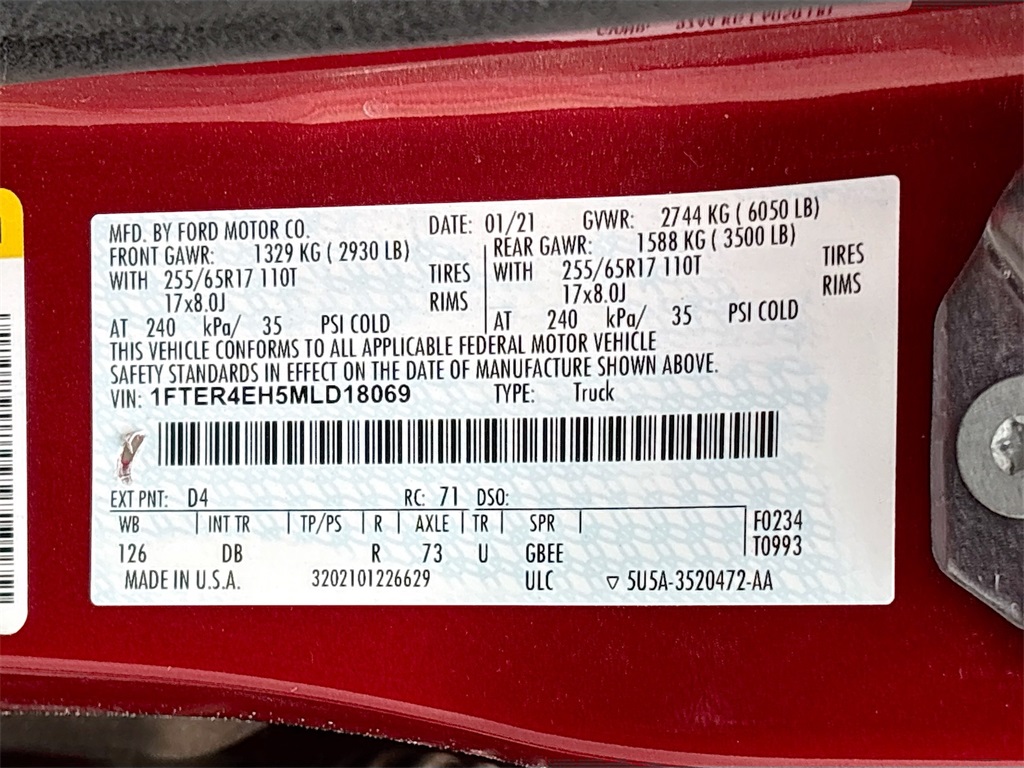 MFD. BY FORD MOTOR CO. DATE: 01/21 GVWR: 2744 KG ( 6050 LB)
FRONT GAWR: 1329 KG ( 2930 LB) REAR GAWR: 1588 KG ( 3500 LB)
WITH 255/65R17 110T TIRES WITH 255/65R17 110T TIRES
17x8.0J RIMS 17x8.0J RIMS
AT 240 kPa/ 35 PSI COLD AT 240 kPa/ 35 PSI COLD
THIS VEHICLE CONFORMS TO ALL APPLICABLE FEDERAL MOTOR VEHICLE
SAFETY STANDARDS IN EFFECT ON THE DATE OF MANUFACTURE SHOWN ABOVE.
VIN: 1FTER4EH5MLD18069 TYPE: Truck
EXT PNT: D4 RC: 71 DSO:
WB INT TR TP/PS R AXLE TR SPR F0234
126 DB R 73 U GBEE T0993
MADE IN U.S.A. 3202101226629 ULC ▽ 5U5A-3520472-AA